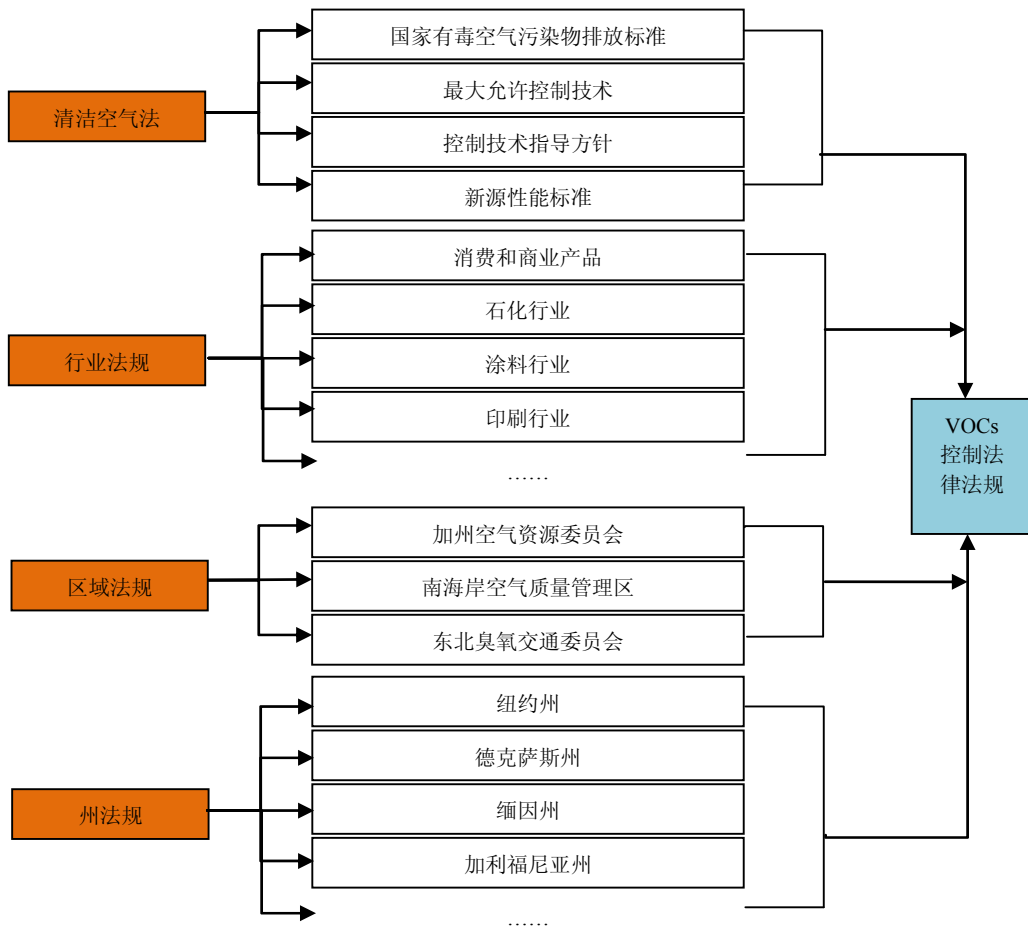 清洁空气法
国家有毒空气污染物排放标准
最大允许控制技术
控制技术指导方针
新源性能标准
行业法规
消费和商业产品
石化行业
涂料行业
印刷行业
……
区域法规
加州空气资源委员会
南海岸空气质量管理区
东北臭氧交通委员会
州法规
纽约州
德克萨斯州
缅因州
加利福尼亚州
……
VOCs
控制法
律法规